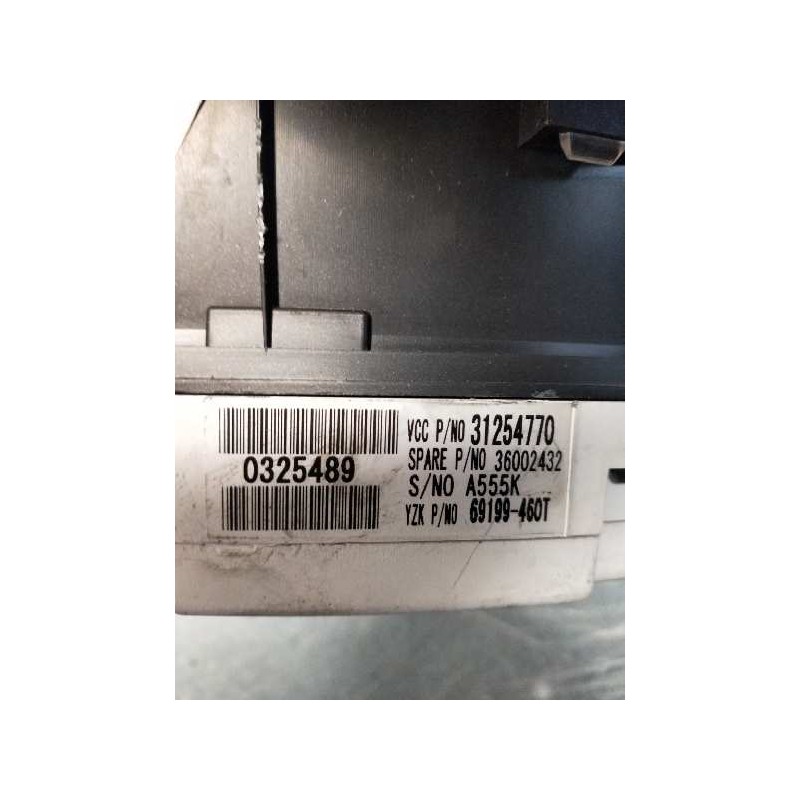 0325489
VCC P/NO 31254770
SPARE P/NO 36002432
S/NO A555K
YZK P/NO 69199-460T